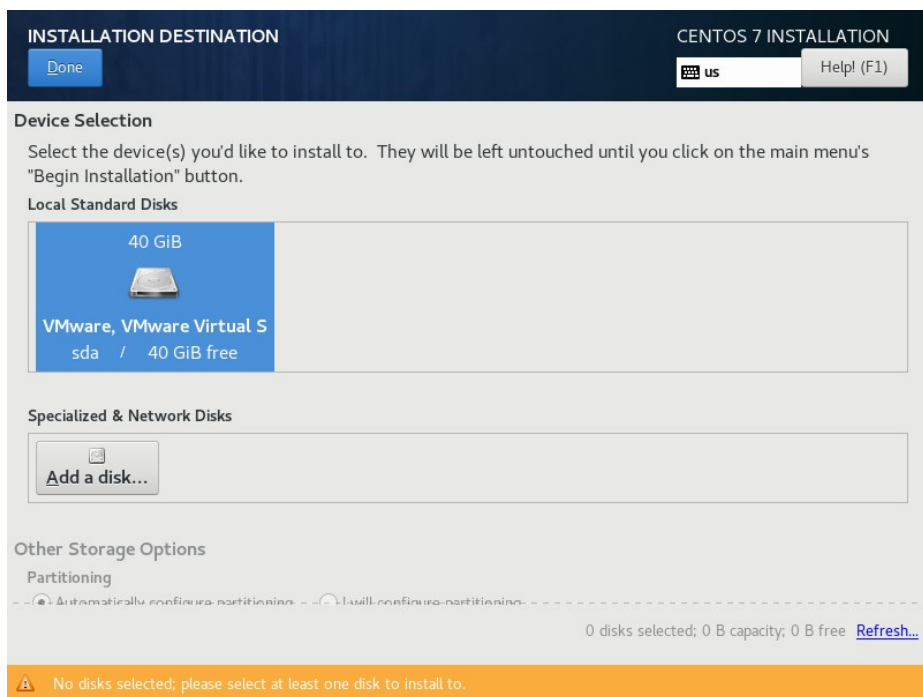 INSTALLATION DESTINATION
CENTOS 7 INSTALLATION
Done
us
Help! (F1)
Device Selection
Select the device(s) you'd like to install to.  They will be left untouched until you click on the main menu's
"Begin Installation" button.
Local Standard Disks
40 GiB
VMware, VMware Virtual S
sda / 40 GiB free
Specialized & Network Disks
Add a disk...
Other Storage Options
Partitioning
Automatically configure partitioning. I will configure partitioning.
0 disks selected; 0 B capacity; 0 B free Refresh...
No disks selected; please select at least one disk to install to.